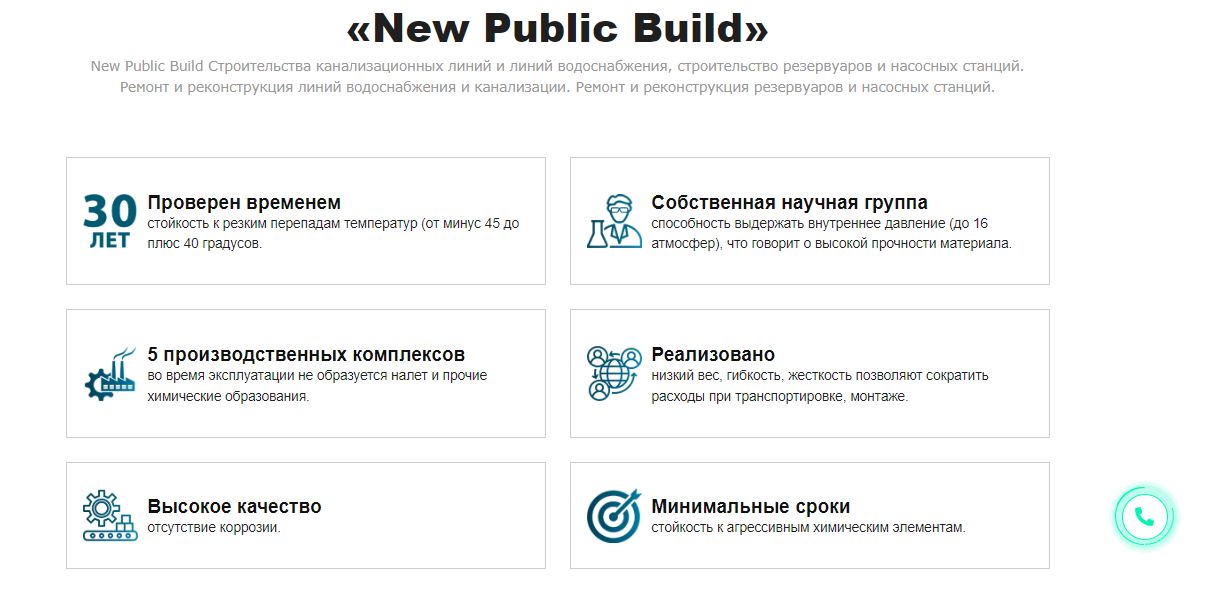 «New Public Build»
New Public Build Строительства канализационных линий и линий водоснабжения, строительство резервуаров и насосных станций.
Ремонт и реконструкция линий водоснабжения и канализации. Ремонт и реконструкция резервуаров и насосных станций.
30
ЛЕТ
Проверен временем
стойкость к резким перепадам температур (от минус 45 до
плюс 40 градусов.
Собственная научная группа
способность выдержать внутреннее давление (до 16
атмосфер), что говорит о высокой прочности материала.
5 производственных комплексов
во время эксплуатации не образуется налет и прочие
химические образования.
Реализовано
низкий вес, гибкость, жесткость позволяют сократить
расходы при транспортировке, монтаже.
Высокое качество
отсутствие коррозии.
Минимальные сроки
стойкость к агрессивным химическим элементам.